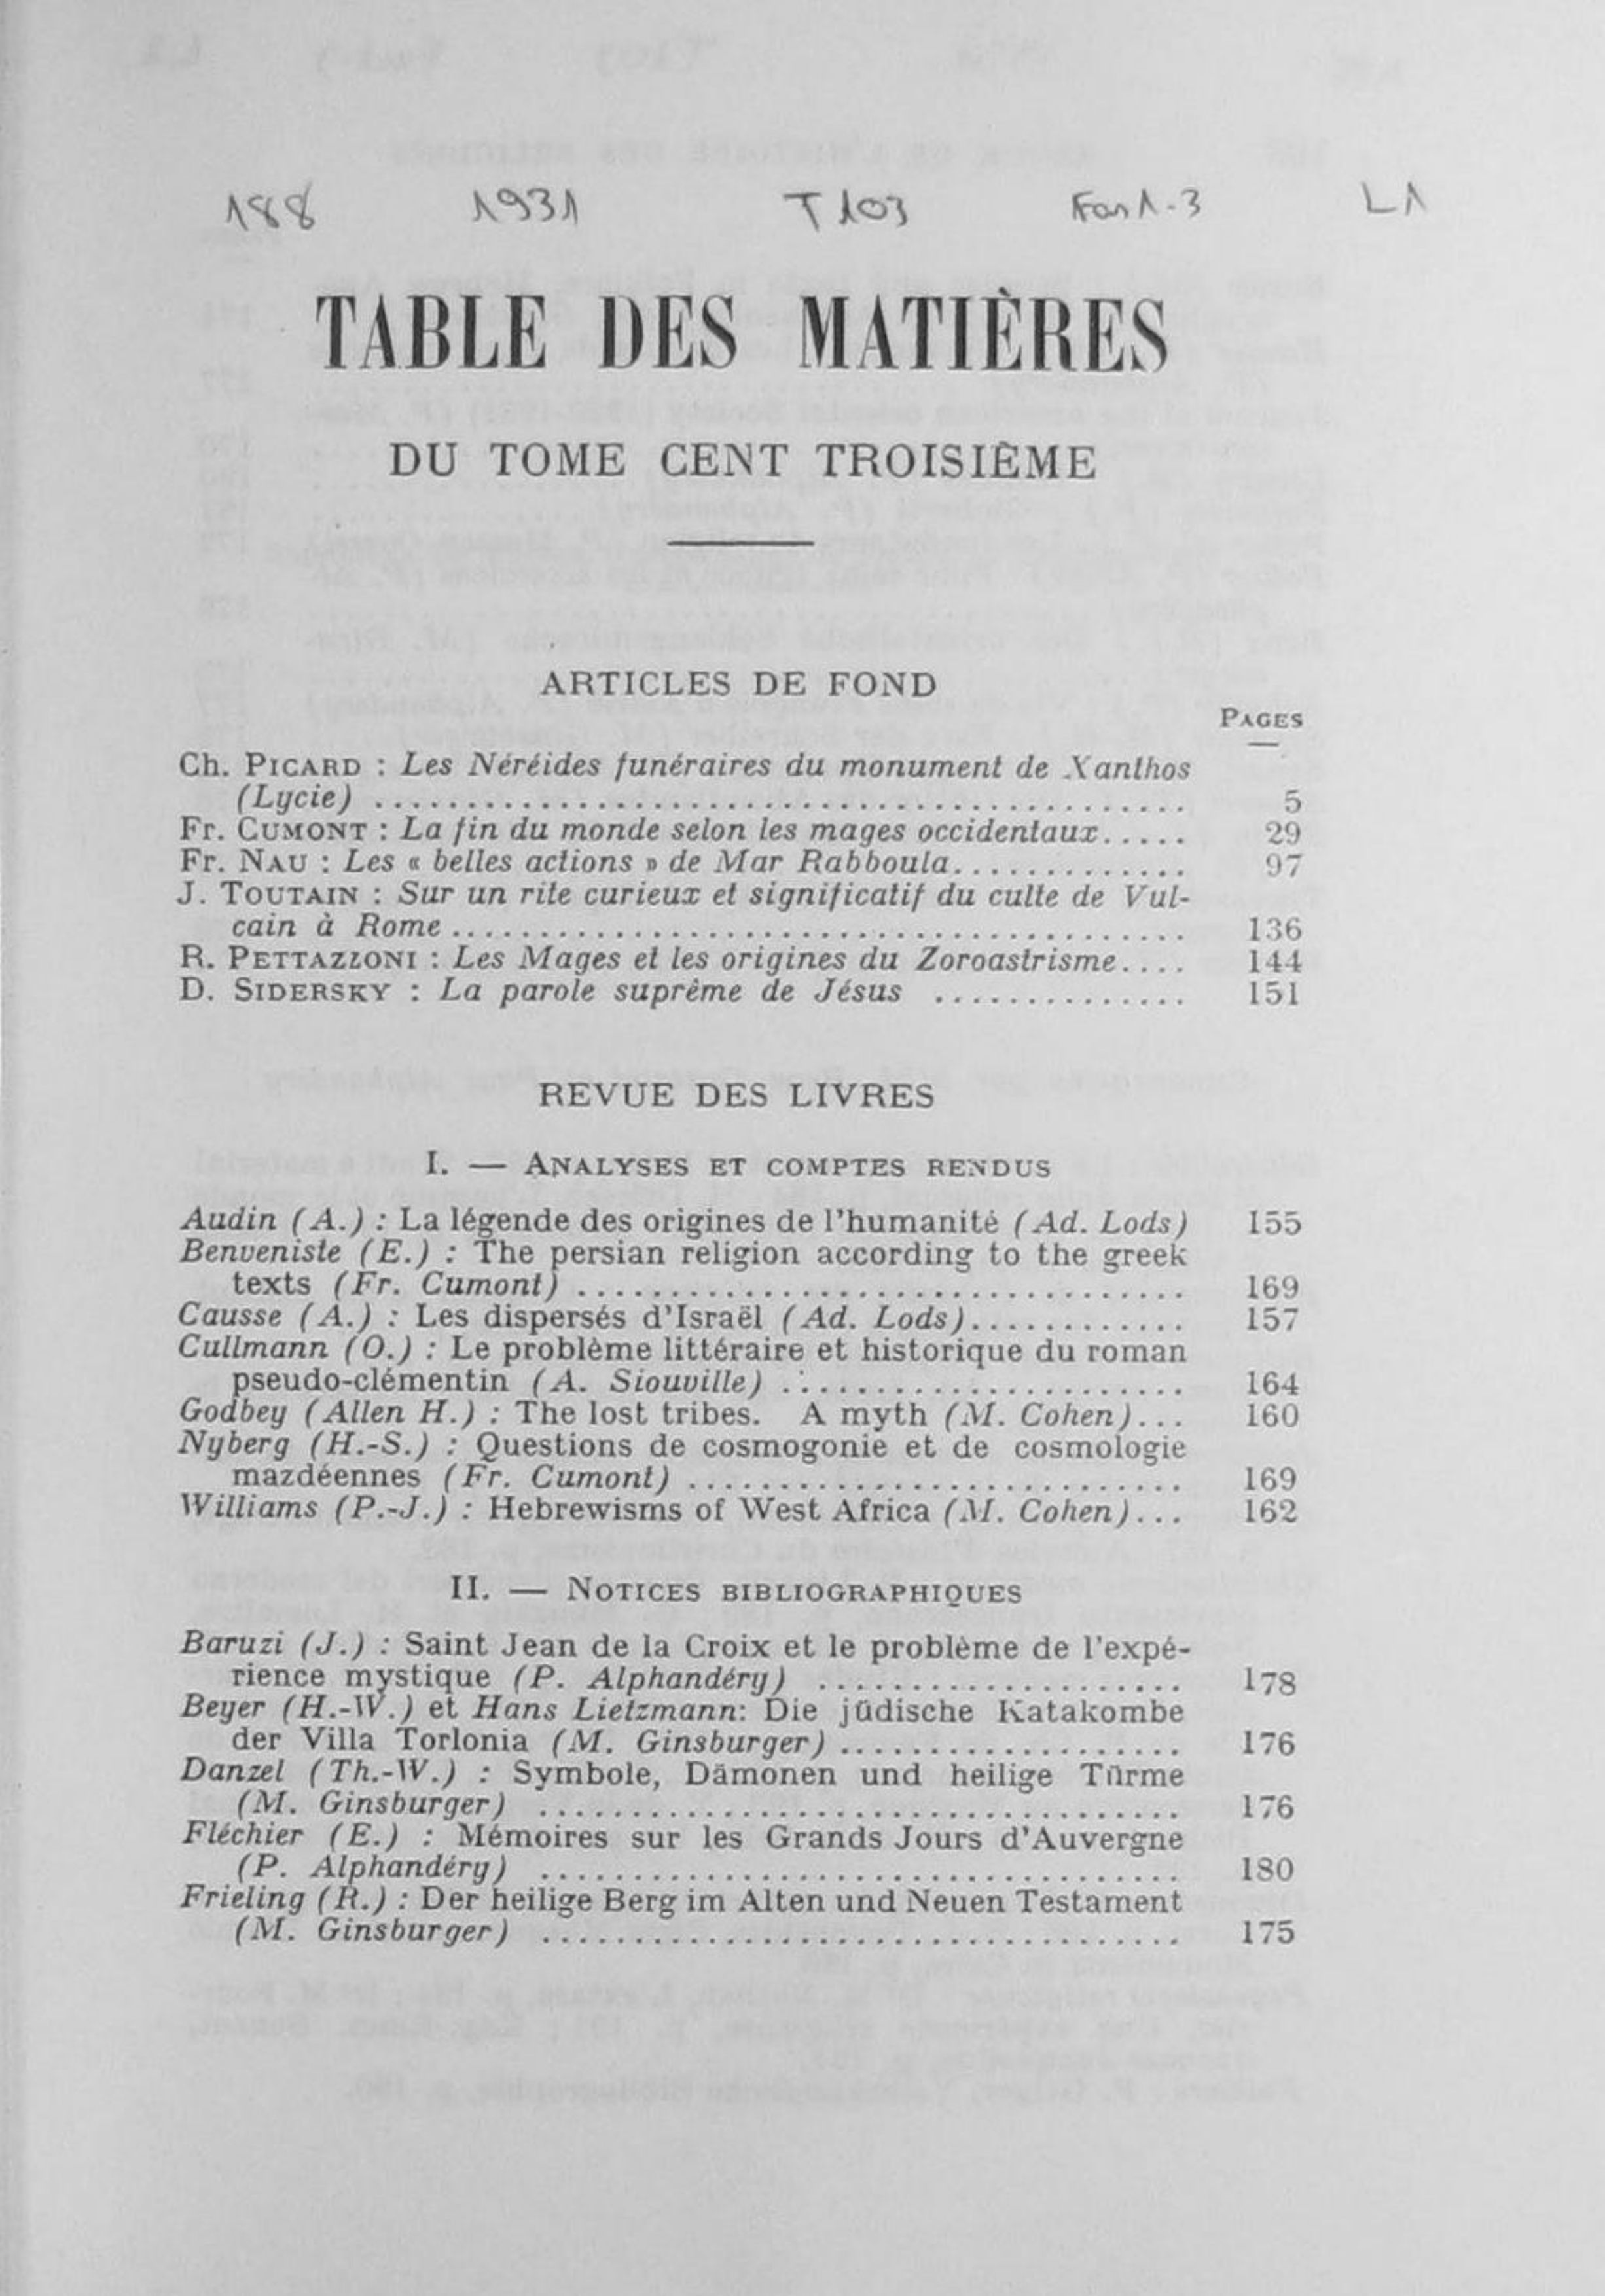 188 1931 T103 Fas 1-3 L1
TABLE DES MATIÈRES
DU TOME CENT TROISIÈME
ARTICLES DE FOND
PAGES
Ch. PICARD : Les Néréides funéraires du monument de Xanthos
(Lycie) ........................................ 5
Fr. CUMONT : La fin du monde selon les mages occidentaux..... 29
Fr. NAU : Les « belles actions » de Mar Rabboula............. 97
J. TOUTAIN : Sur un rite curieux et significatif du culte de Vul-
cain à Rome ........................................ 136
R. PETTAZZONI : Les Mages et les origines du Zoroastrisme.... 144
D. SIDERSKY : La parole suprême de Jésus .............. 151
REVUE DES LIVRES
I. — ANALYSES ET COMPTES RENDUS
Audin (A.) : La légende des origines de l'humanité (Ad. Lods) 155
Benveniste (E.) : The persian religion according to the greek
texts (Fr. Cumont) ................................. 169
Causse (A.) : Les dispersés d'Israël (Ad. Lods)............ 157
Cullmann (O.) : Le problème littéraire et historique du roman
pseudo-clémentin (A. Siouville) ...................... 164
Godbey (Allen H.) : The lost tribes. A myth (M. Cohen)... 160
Nyberg (H.-S.) : Questions de cosmogonie et de cosmologie
mazdéennes (Fr. Cumont) ........................... 169
Williams (P.-J.) : Hebrewisms of West Africa (M. Cohen)... 162
II. — NOTICES BIBLIOGRAPHIQUES
Baruzi (J.) : Saint Jean de la Croix et le problème de l'expé-
rience mystique (P. Alphandéry) .................... 178
Beyer (H.-W.) et Hans Lietzmann: Die jüdische Katakombe
der Villa Torlonia (M. Ginsburger) ................... 176
Danzel (Th.-W.) : Symbole, Dämonen und heilige Türme
(M. Ginsburger) ................................... 176
Fléchier (E.) : Mémoires sur les Grands Jours d'Auvergne
(P. Alphandéry) ................................... 180
Frieling (R.) : Der heilige Berg im Alten und Neuen Testament
(M. Ginsburger) ................................... 175